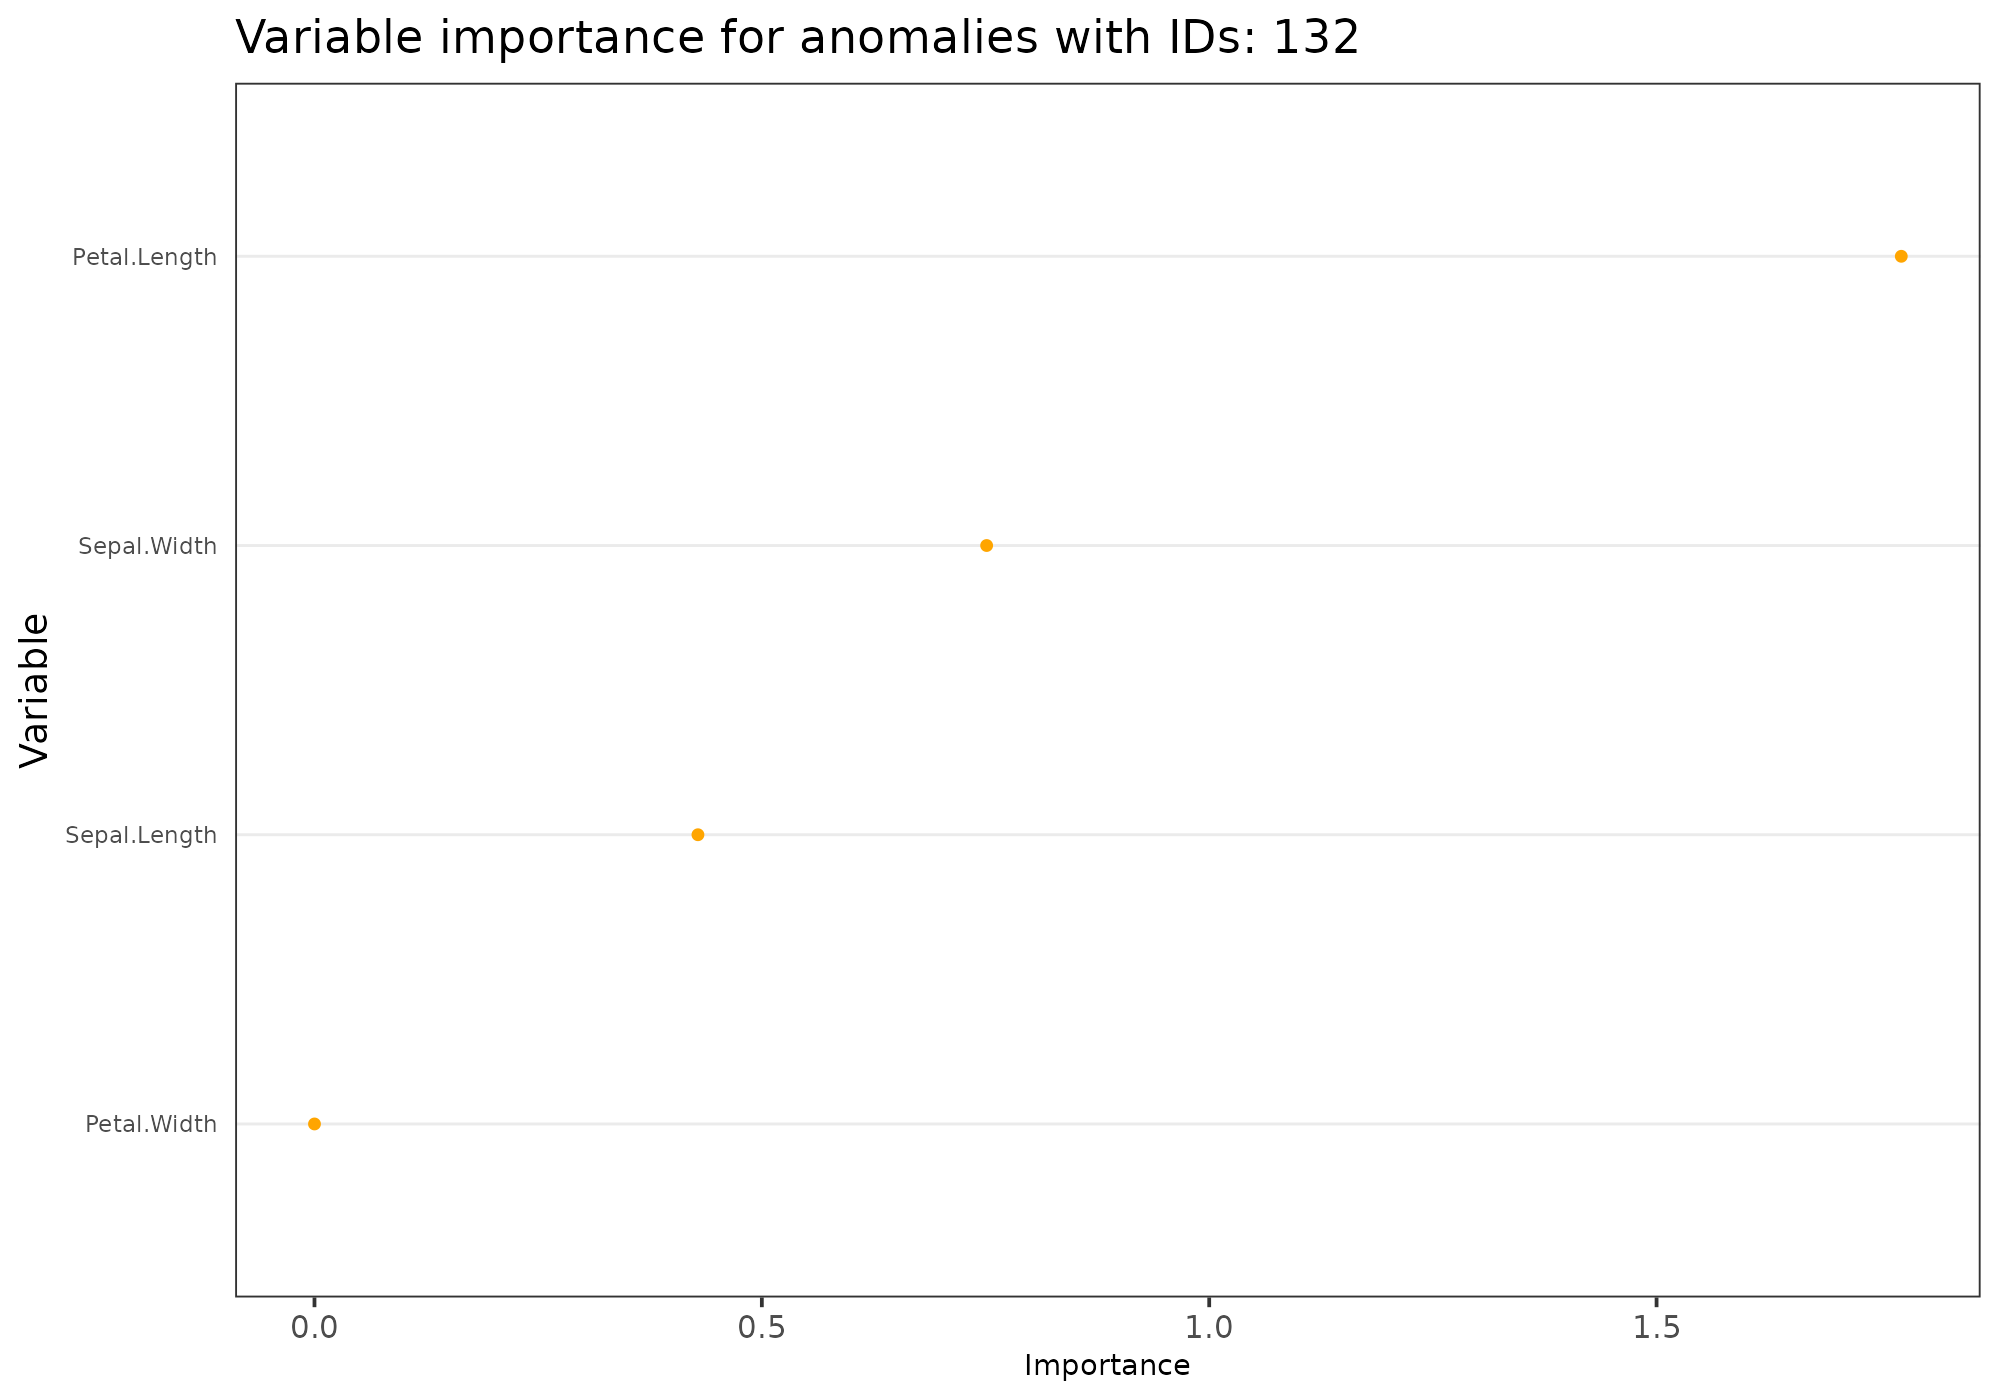 Variable importance for anomalies with IDs: 132
Variable
Petal.Length
Sepal.Width
Sepal.Length
Petal.Width
0.0 0.5 1.0 1.5
Importance